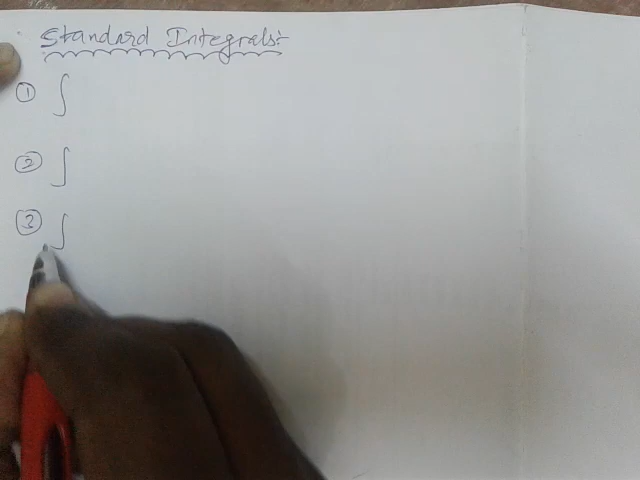 Standard Integrals:-
① ∫
② ∫
③ ∫